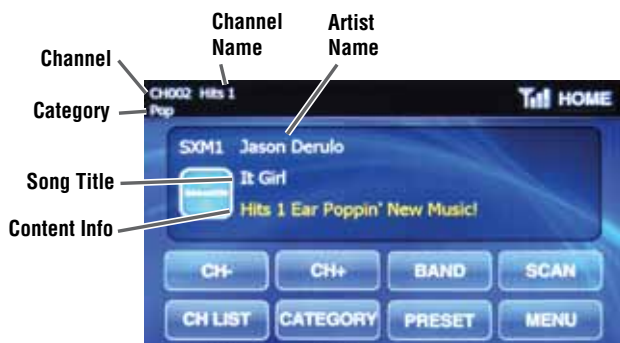 Channel
Name
Artist
Name
Channel
Category
Song Title
Content Info
CH002 Hits 1
Pop
HOME
SXM1 Jason Derulo
It Girl
Hits 1 Ear Poppin' New Music!
CH- CH+ BAND SCAN
CH LIST CATEGORY PRESET MENU